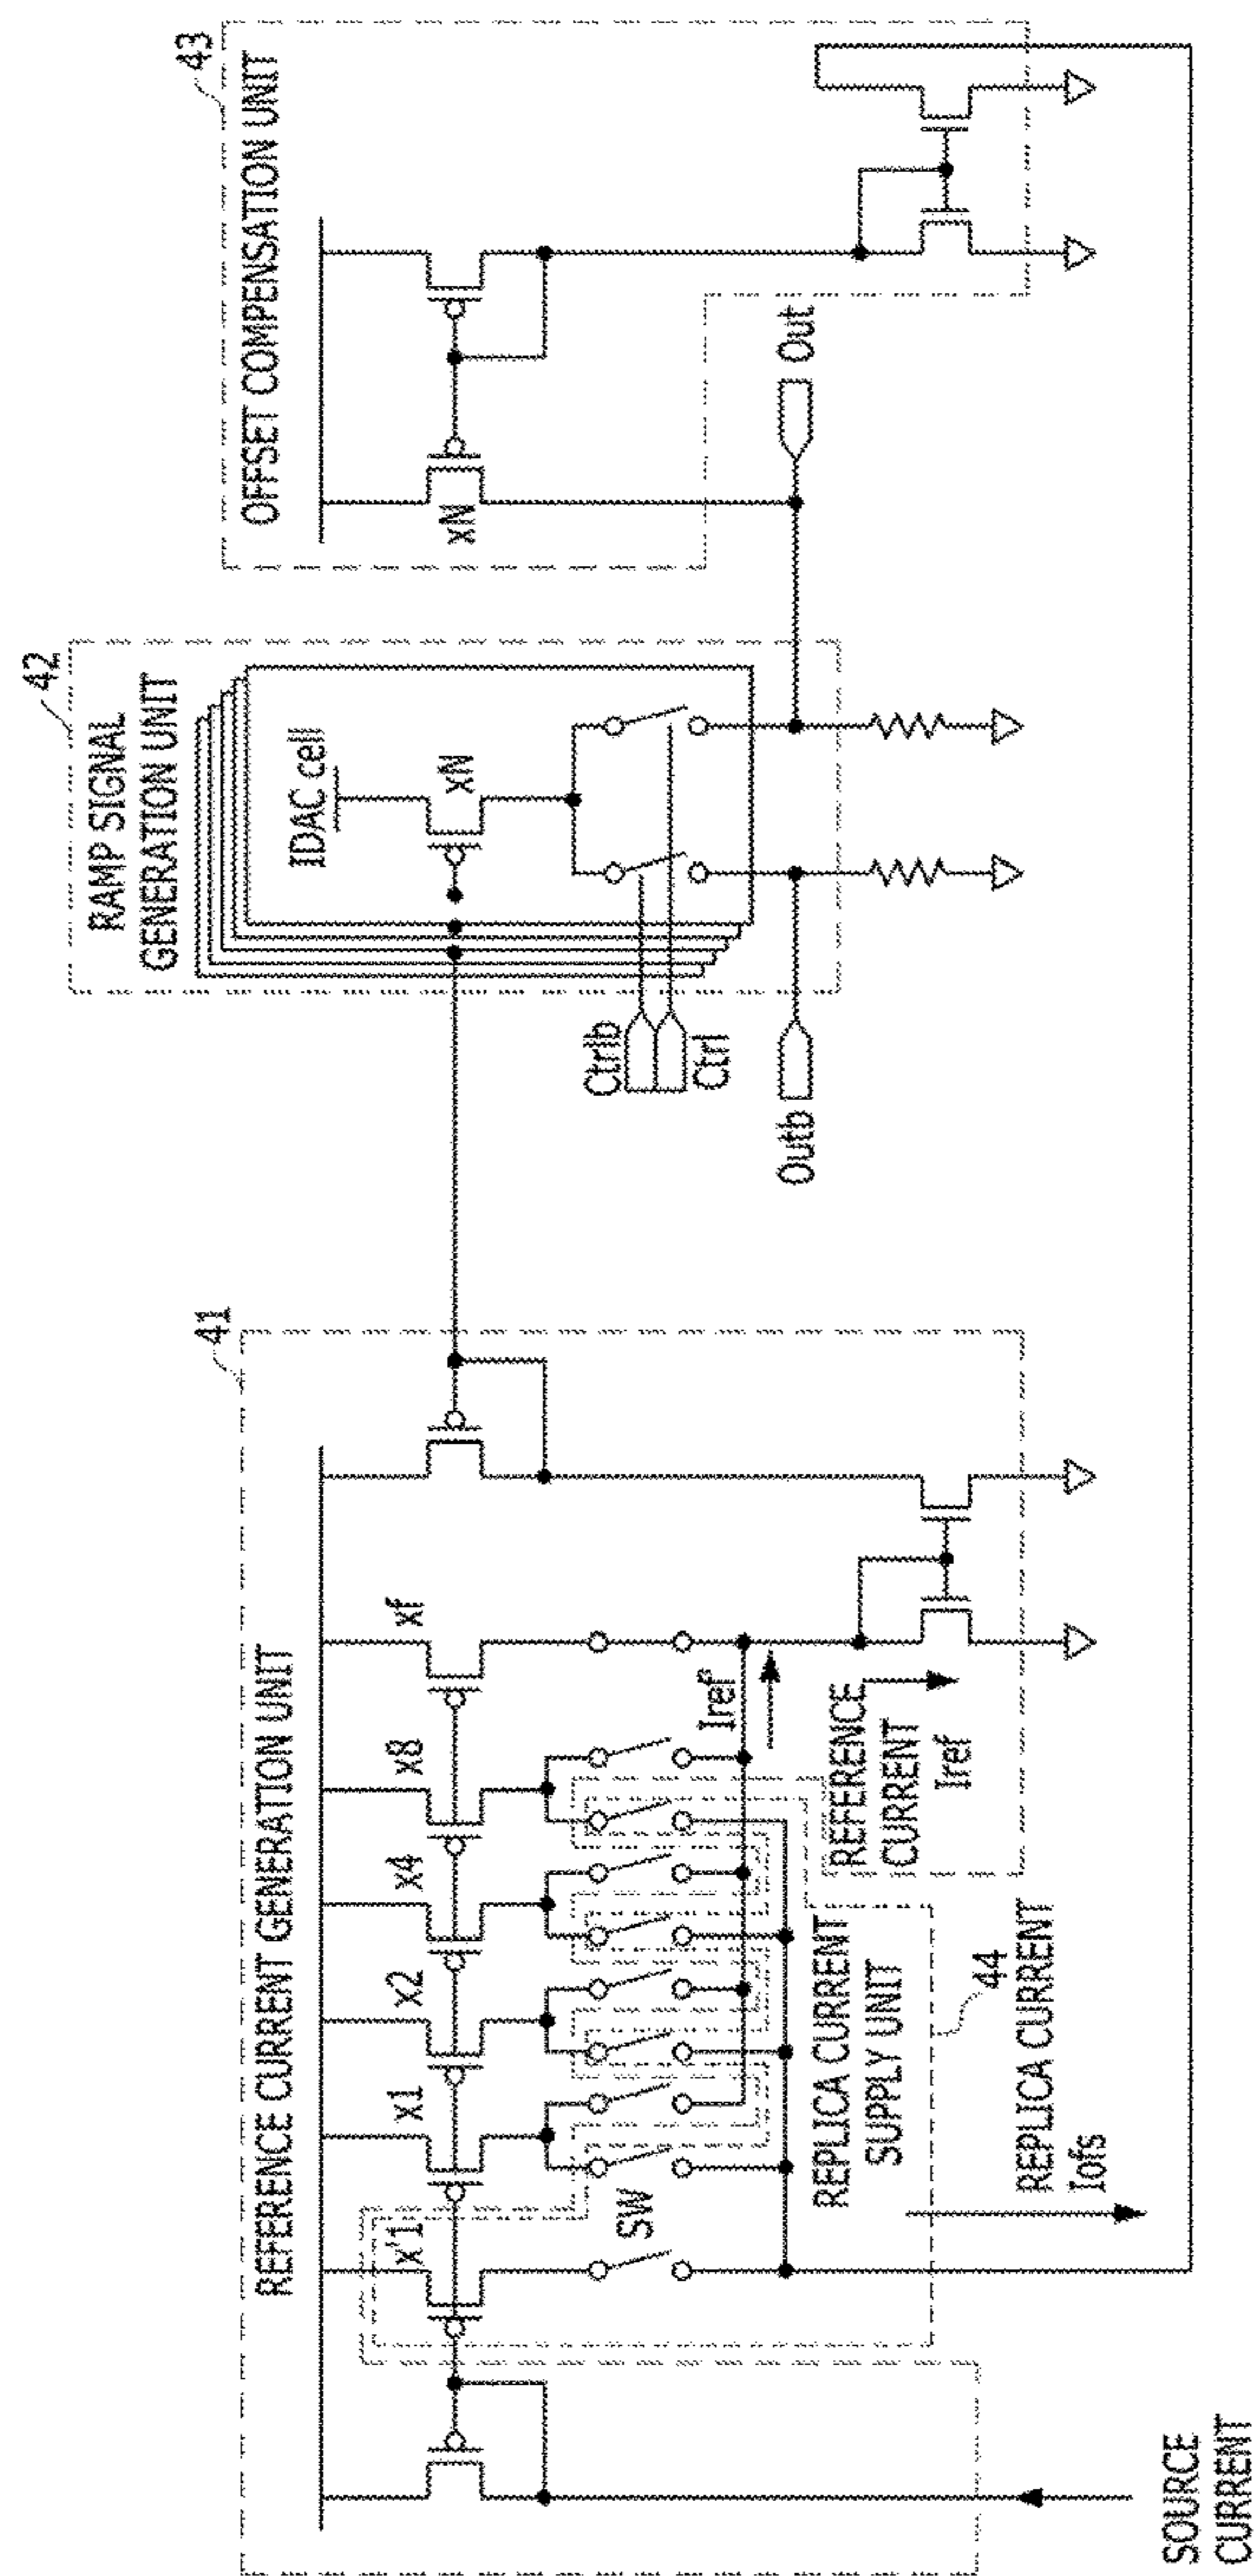 REFERENCE CURRENT GENERATION UNIT
41
x'1
x1
x2
x4
x8
xf
SW
Iref
REFERENCE
CURRENT
Iref
REPLICA CURRENT
SUPPLY UNIT
44
REPLICA CURRENT
Iofs
SOURCE
CURRENT
42
RAMP SIGNAL
GENERATION UNIT
IDAC cell
xN
Ctrlb
Ctrl
Outb
43
OFFSET COMPENSATION UNIT
xN
Out